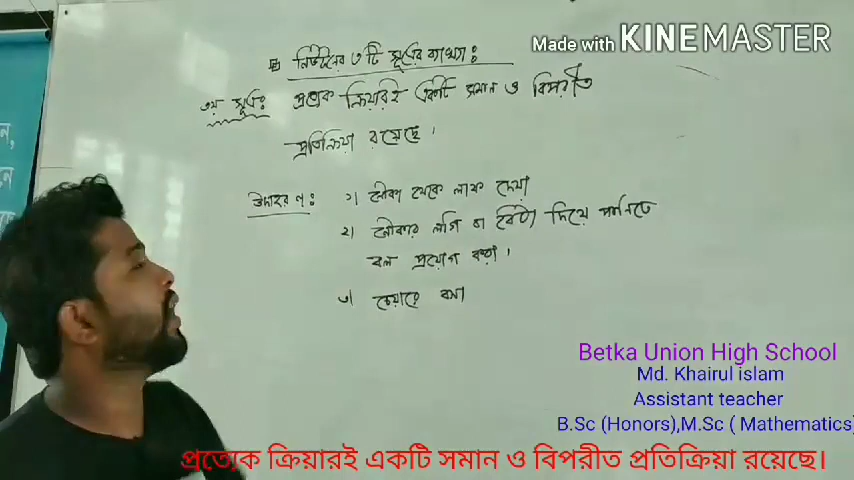 Made with KINEMASTER
নিউটনের ৩ টি সূত্রের ব্যাখ্যা :
৩য় সূত্র : প্রত্যেক ক্রিয়ারই একটি সমান ও বিপরীত
প্রতিক্রিয়া রয়েছে ।
উদাহরণ : ১) নৌকা থেকে লাফ দেয়া
২) নৌকার লগি বা বৈঠা দিয়ে পানিতে
বল প্রয়োগ করা ।
৩) চেয়ারে বসা
Betka Union High School
Md. Khairul islam
Assistant teacher
B.Sc (Honors),M.Sc ( Mathematics)
প্রত্যেক ক্রিয়ারই একটি সমান ও বিপরীত প্রতিক্রিয়া রয়েছে।